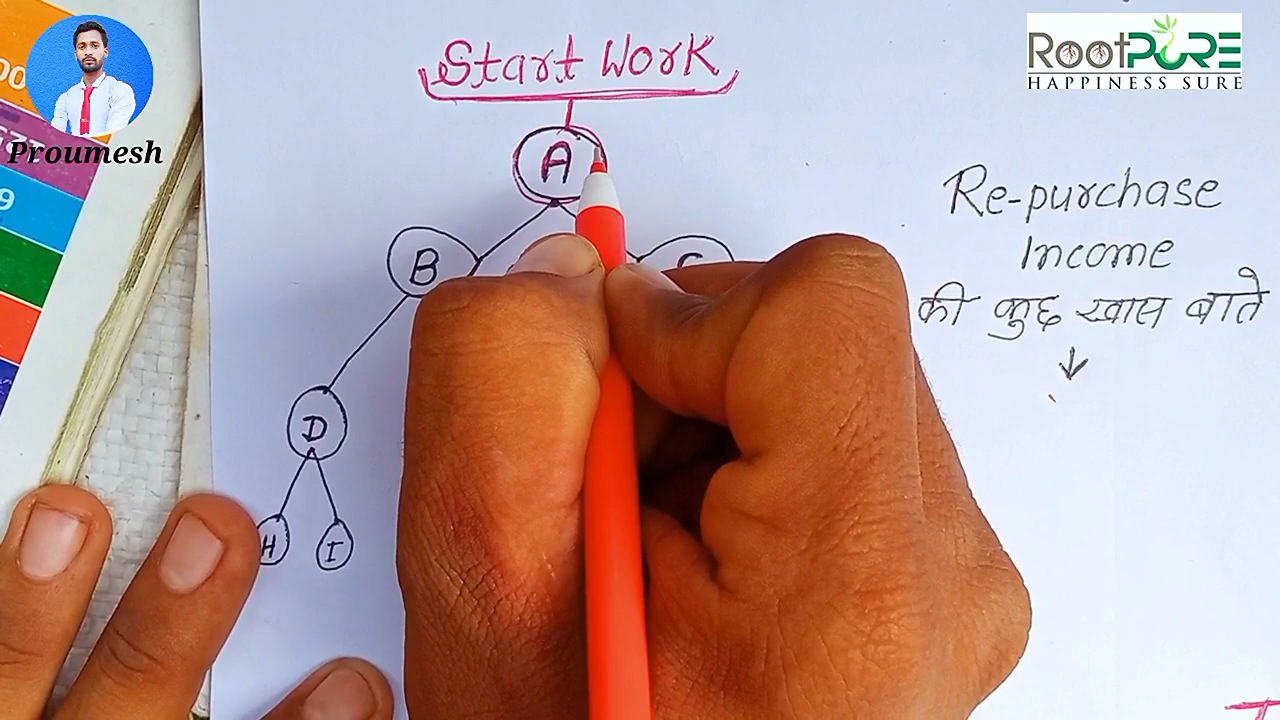 Start Work
RootPURE
HAPPINESS SURE
Proumesh
A
B
C
D
H
I
Re-purchase
Income
की कुछ खास बाते